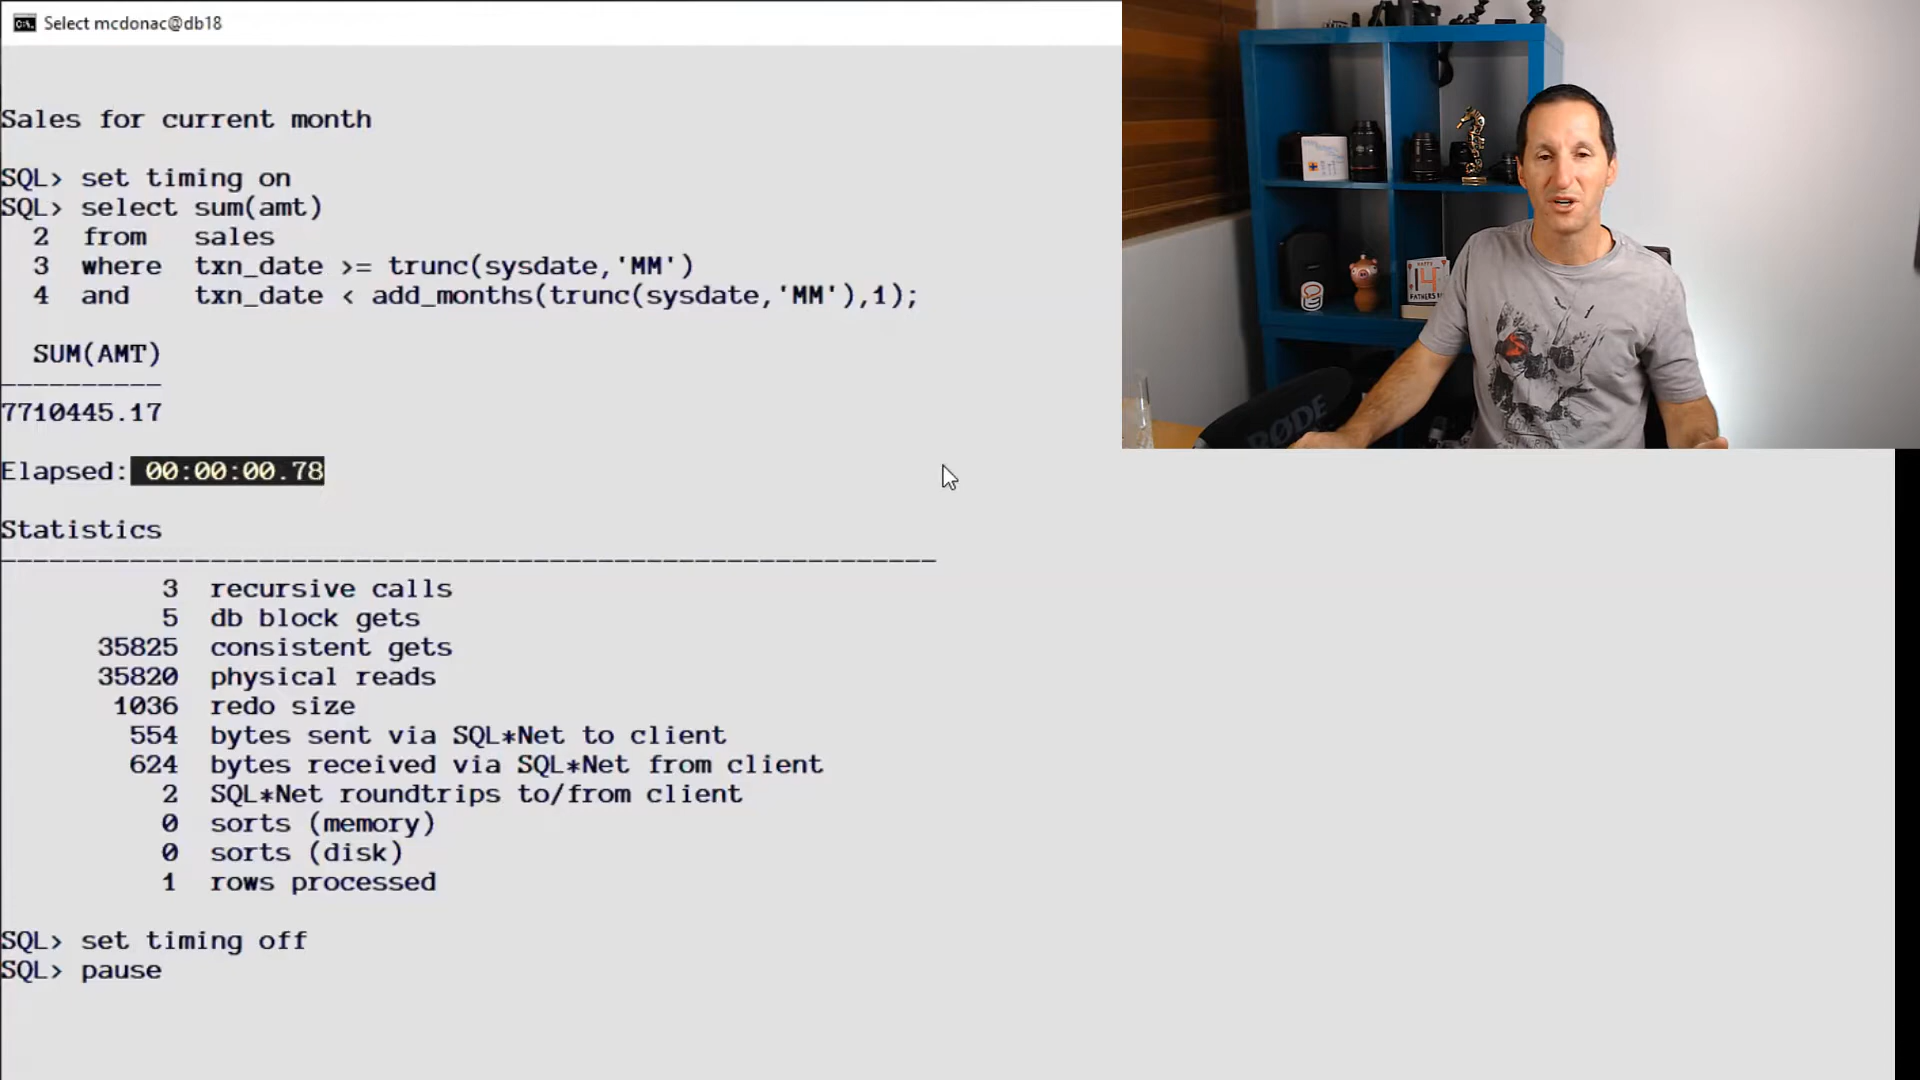 Select mcdonac@db18
Sales for current month
SQL> set timing on
SQL> select sum(amt)
2 from sales
3 where txn_date >= trunc(sysdate,'MM')
4 and txn_date < add_months(trunc(sysdate,'MM'),1);
SUM(AMT)
----------
7710445.17
Elapsed: 00:00:00.78
Statistics
----------------------------------------------------------
3 recursive calls
5 db block gets
35825 consistent gets
35820 physical reads
1036 redo size
554 bytes sent via SQL*Net to client
624 bytes received via SQL*Net from client
2 SQL*Net roundtrips to/from client
0 sorts (memory)
0 sorts (disk)
1 rows processed
SQL> set timing off
SQL> pause
14
FATHERS
RØDE